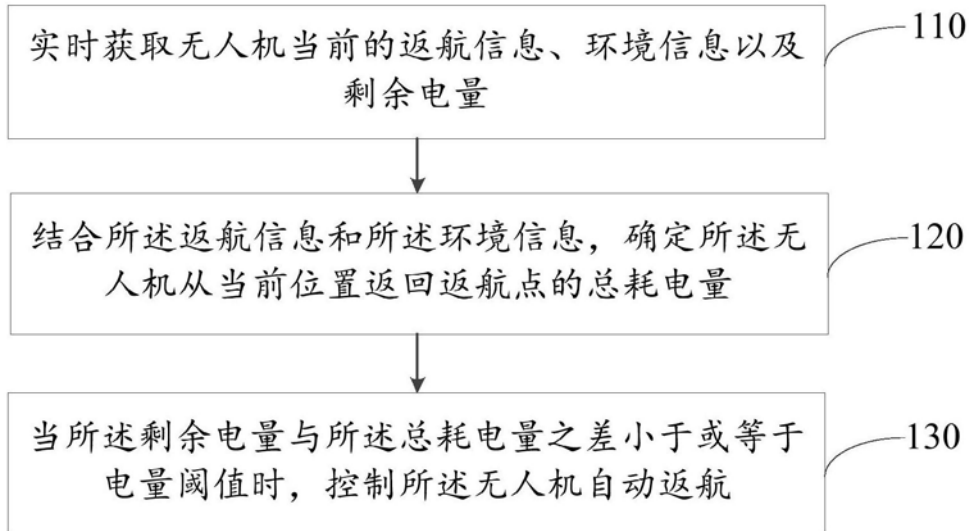 实时获取无人机当前的返航信息、环境信息以及
剩余电量
110
结合所述返航信息和所述环境信息，确定所述无
人机从当前位置返回返航点的总耗电量
120
当所述剩余电量与所述总耗电量之差小于或等于
电量阈值时，控制所述无人机自动返航
130